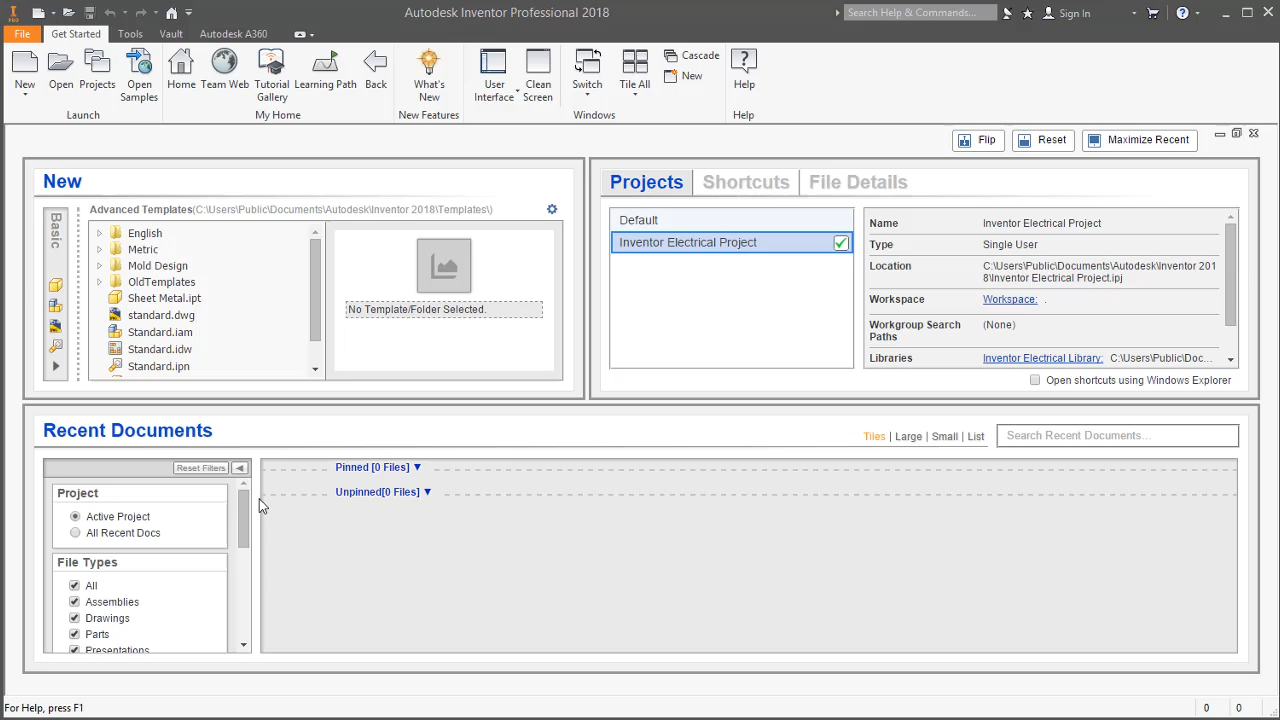 Autodesk Inventor Professional 2018
Search Help & Commands...
Sign In
File
Get Started
Tools
Vault
Autodesk A360
New
Open
Projects
Open
Samples
Home
Team Web
Tutorial
Gallery
Learning Path
Back
What's
New
User
Interface
Clean
Screen
Switch
Tile All
Cascade
New
Help
Launch
My Home
New Features
Windows
Help
Flip
Reset
Maximize Recent
New
Advanced Templates(C:\Users\Public\Documents\Autodesk\Inventor 2018\Templates\)
Basic
English
Metric
Mold Design
OldTemplates
Sheet Metal.ipt
standard.dwg
Standard.iam
Standard.idw
Standard.ipn
No Template/Folder Selected.
Projects
Shortcuts
File Details
Default
Inventor Electrical Project
Name Inventor Electrical Project
Type Single User
Location C:\Users\Public\Documents\Autodesk\Inventor 201
8\Inventor Electrical Project.ipj
Workspace Workspace: .
Workgroup Search (None)
Paths
Libraries Inventor Electrical Library: C:\Users\Public\Doc...
Open shortcuts using Windows Explorer
Recent Documents
Tiles | Large | Small | List
Search Recent Documents...
Reset Filters
Project
Active Project
All Recent Docs
File Types
All
Assemblies
Drawings
Parts
Presentations
Pinned [0 Files]
Unpinned[0 Files]
For Help, press F1
0 0